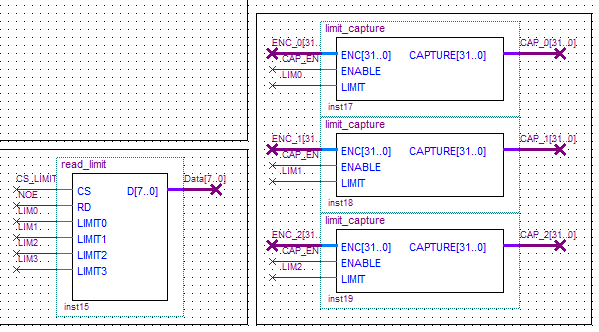 read_limit
CS_LIMIT
NOE
LIM0
LIM1
LIM2
LIM3
CS
RD
LIMIT0
LIMIT1
LIMIT2
LIMIT3
D[7..0]
Data[7..0]
inst15
limit_capture
ENC_0[31..
CAP_EN
LIM0
ENC[31..0]
ENABLE
LIMIT
CAPTURE[31..0]
CAP_0[31..0]
inst17
limit_capture
ENC_1[31..
CAP_EN
LIM1
ENC[31..0]
ENABLE
LIMIT
CAPTURE[31..0]
CAP_1[31..0]
inst18
limit_capture
ENC_2[31..
CAP_EN
LIM2
ENC[31..0]
ENABLE
LIMIT
CAPTURE[31..0]
CAP_2[31..0]
inst19